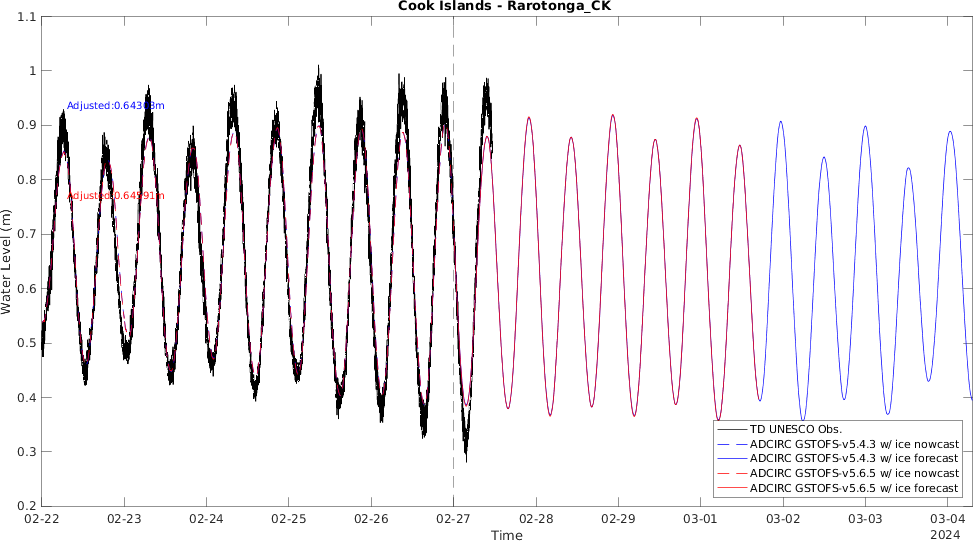 Cook Islands - Rarotonga_CK
1.1
1
0.9
0.8
0.7
0.6
0.5
0.4
0.3
0.2
Water Level (m)
Adjusted:0.64303m
Adjusted:0.64991m
02-22
02-23
02-24
02-25
02-26
02-27
02-28
02-29
03-01
03-02
03-03
03-04
2024
Time
TD UNESCO Obs.
ADCIRC GSTOFS-v5.4.3 w/ ice nowcast
ADCIRC GSTOFS-v5.4.3 w/ ice forecast
ADCIRC GSTOFS-v5.6.5 w/ ice nowcast
ADCIRC GSTOFS-v5.6.5 w/ ice forecast